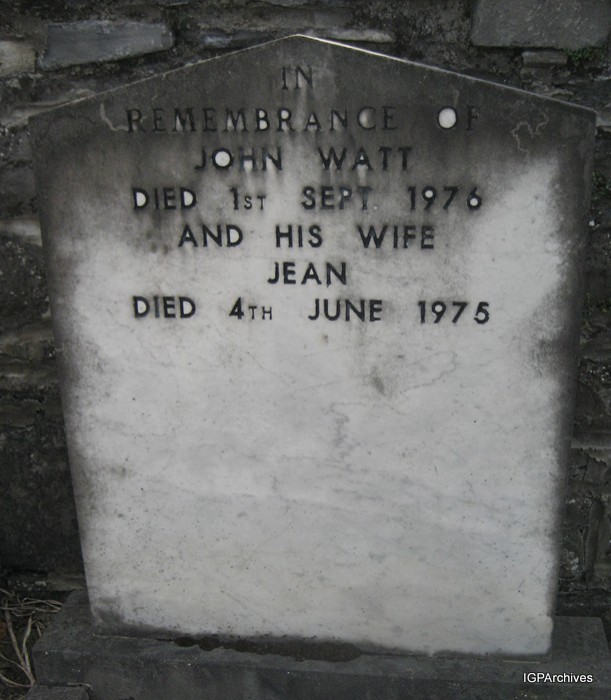 IN
REMEMBRANCE OF
JOHN WATT
DIED 1ST SEPT. 1976
AND HIS WIFE
JEAN
DIED 4TH JUNE 1975
IGPArchives